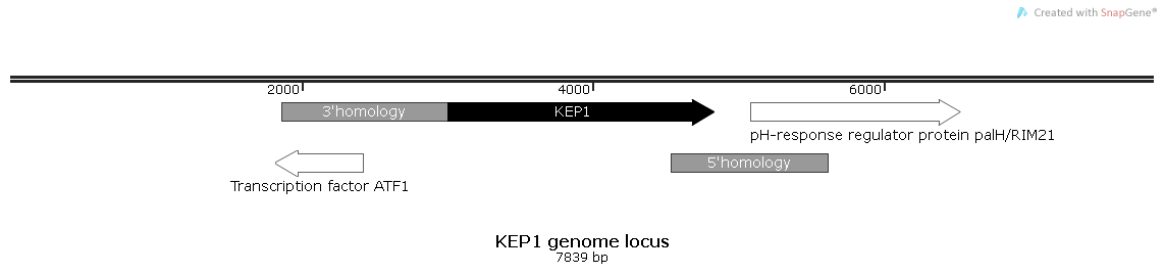 Created with SnapGene®
2000 4000 6000
3'homology KEP1
pH-response regulator protein palH/RIM21
5'homology
Transcription factor ATF1
KEP1 genome locus
7839 bp